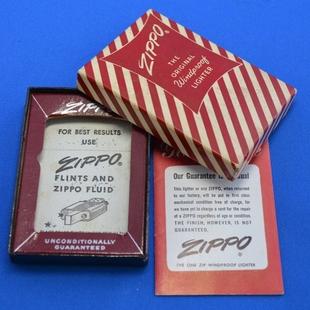 ZIPPO
THE
ORIGINAL
Windproof
LIGHTER
FOR BEST RESULTS
USE
ZIPPO
FLINTS AND
ZIPPO FLUID
UNCONDITIONALLY
GUARANTEED
Our Guarantee is
This lighter or any ZIPPO, when returned
to our factory, will be put in first class
mechanical condition free of charge, for
we have yet to charge a cent for the repair
of a ZIPPO regardless of age or condition.
THE FINISH, HOWEVER, IS NOT
GUARANTEED.
ZIPPO
THE ONE ZIP WINDPROOF LIGHTER